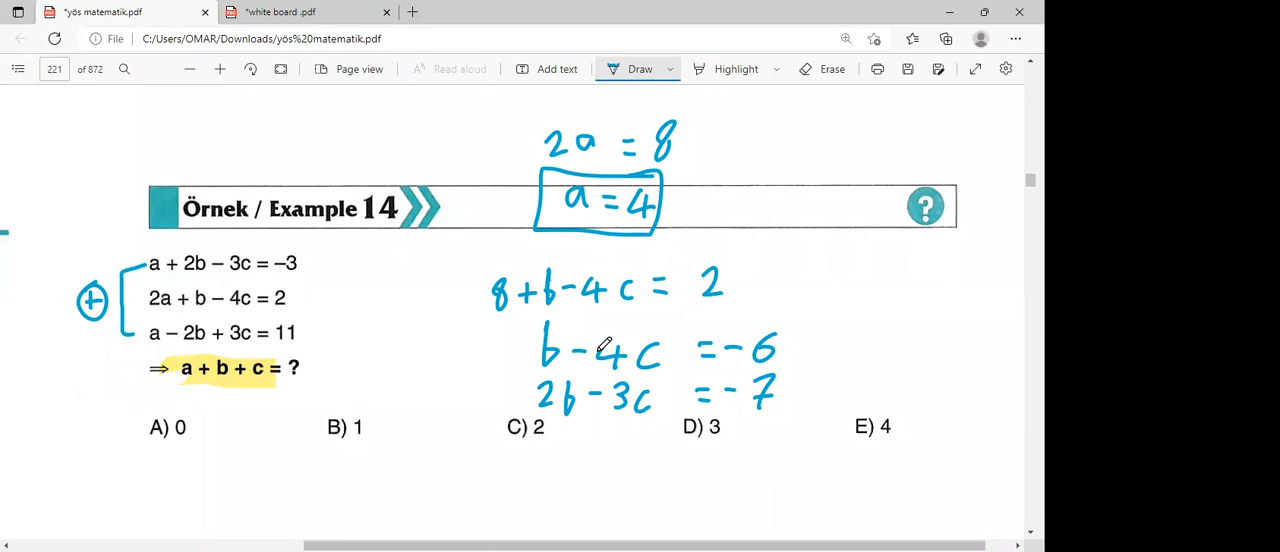 *yös matematik.pdf
*white board .pdf
File C:/Users/OMAR/Downloads/yös%20matematik.pdf
221 of 872 Page view Read aloud Add text Draw Highlight Erase
2a = 8
a = 4
Örnek / Example 14 ?
a + 2b – 3c = –3
2a + b – 4c = 2
a – 2b + 3c = 11
⇒ a + b + c = ?
+
8 + b - 4c = 2
b - 4c = - 6
2b - 3c = - 7
A) 0 B) 1 C) 2 D) 3 E) 4